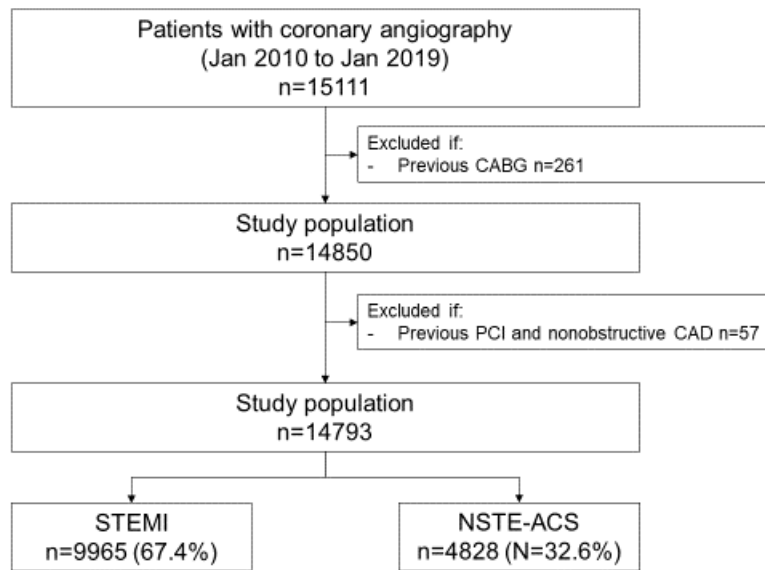 Patients with coronary angiography
(Jan 2010 to Jan 2019)
n=15111
Excluded if:
- Previous CABG n=261
Study population
n=14850
Excluded if:
- Previous PCI and nonobstructive CAD n=57
Study population
n=14793
STEMI
n=9965 (67.4%)
NSTE-ACS
n=4828 (N=32.6%)